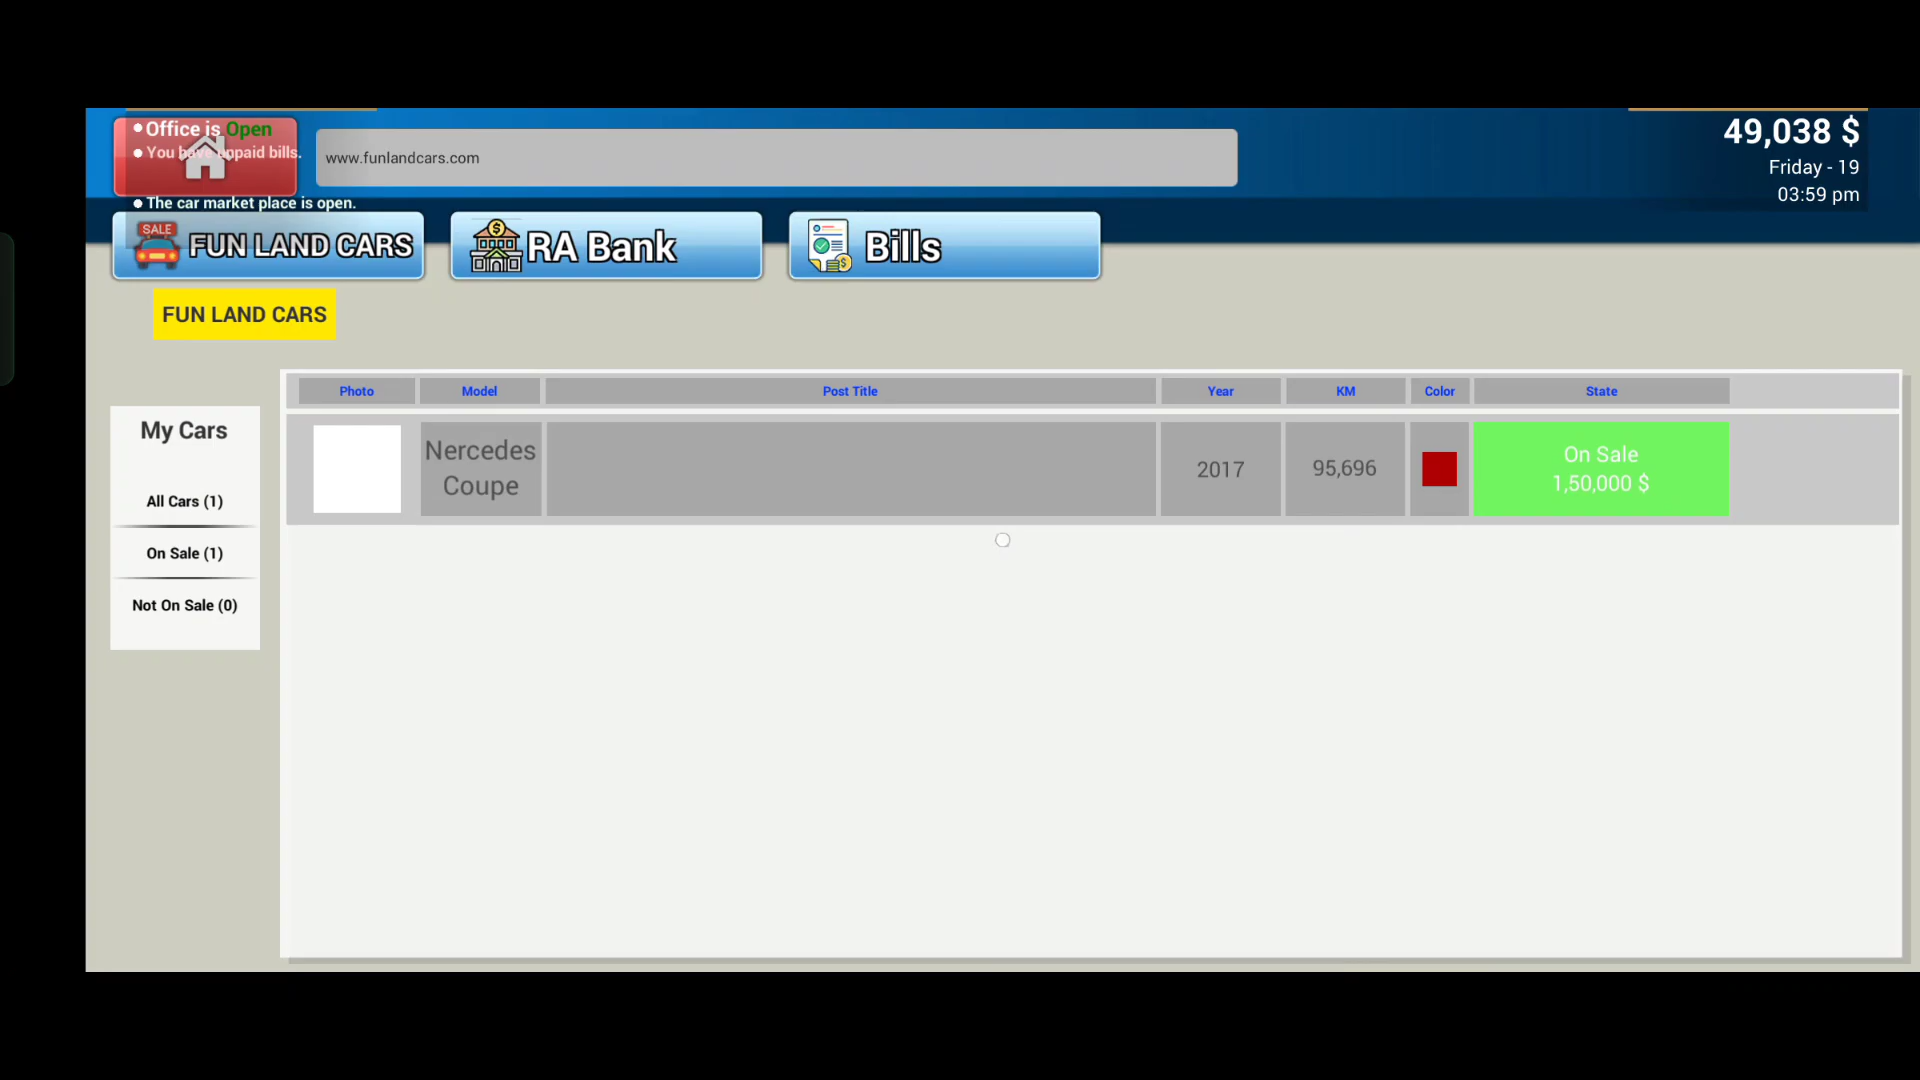 Office is Open
You have unpaid bills.
The car market place is open.
www.funlandcars.com
49,038 $
Friday - 19
03:59 pm
SALE
FUN LAND CARS
RA Bank
Bills
FUN LAND CARS
My Cars
All Cars (1)
On Sale (1)
Not On Sale (0)
Photo
Model
Post Title
Year
KM
Color
State
Nercedes
Coupe
2017
95,696
On Sale
1,50,000 $